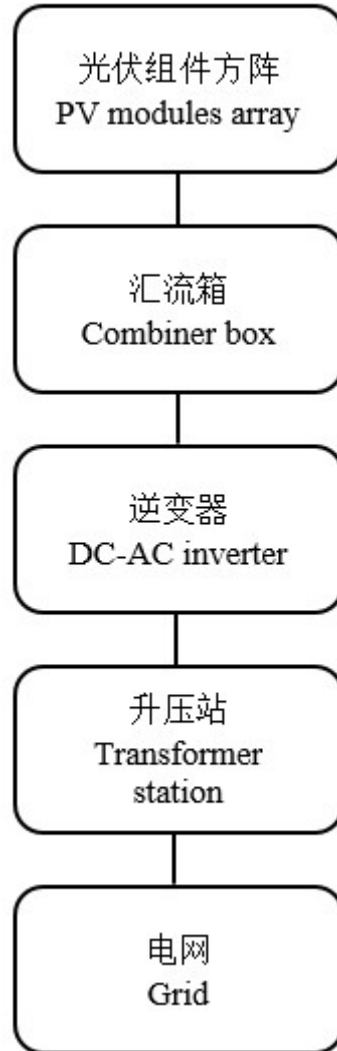 光伏组件方阵
PV modules array
汇流箱
Combiner box
逆变器
DC-AC inverter
升压站
Transformer
station
电网
Grid